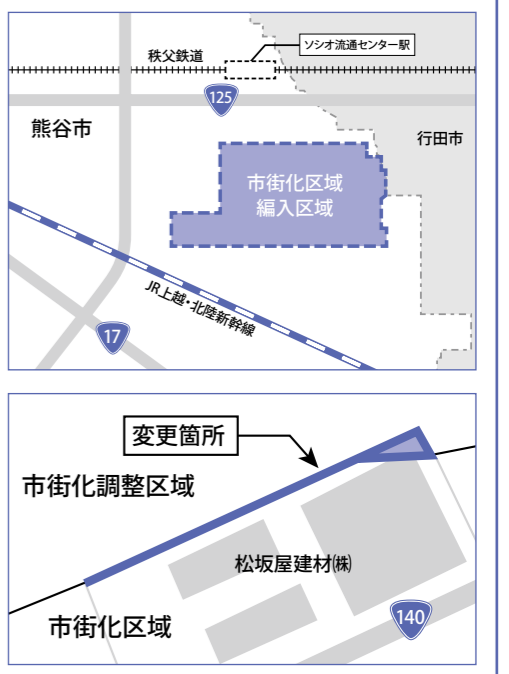 ソシオ流通センター駅
秩父鉄道
125
熊谷市
行田市
市街化区域
編入区域
JR上越・北陸新幹線
17
変更箇所
市街化調整区域
松坂屋建材㈱
市街化区域
140